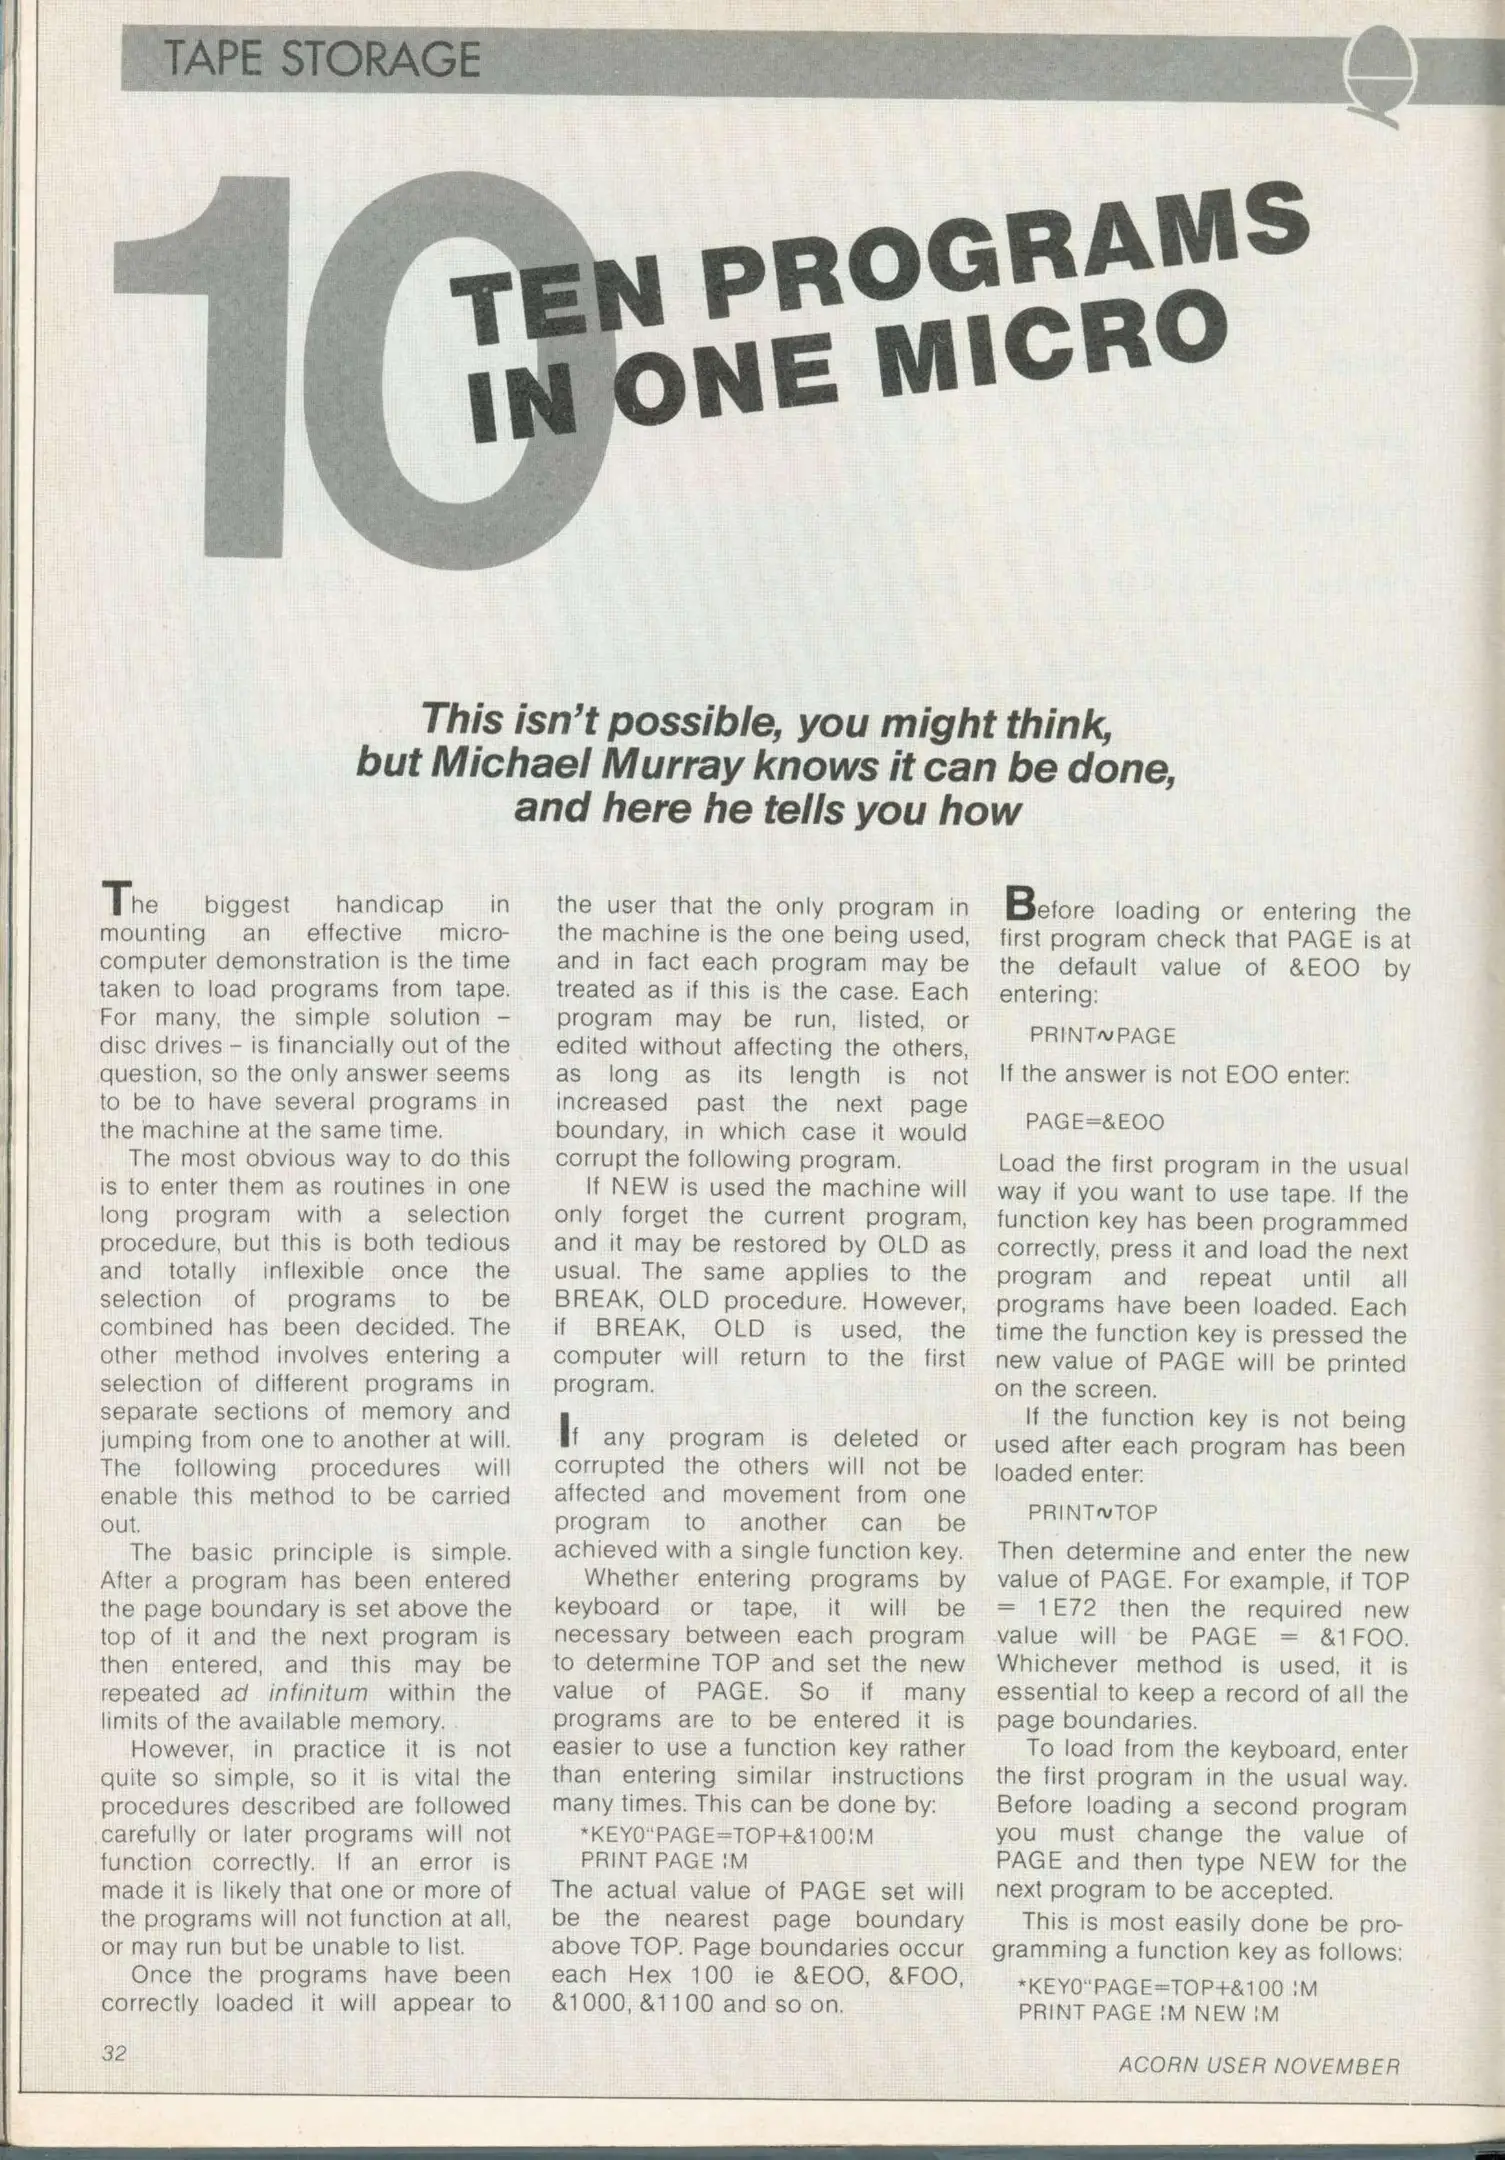 TAPE STORAGE
10
TEN PROGRAMS
IN ONE MICRO
This isn't possible, you might think,
but Michael Murray knows it can be done,
and here he tells you how
The biggest handicap in
mounting an effective micro-
computer demonstration is the time
taken to load programs from tape.
For many, the simple solution –
disc drives – is financially out of the
question, so the only answer seems
to be to have several programs in
the machine at the same time.
The most obvious way to do this
is to enter them as routines in one
long program with a selection
procedure, but this is both tedious
and totally inflexible once the
selection of programs to be
combined has been decided. The
other method involves entering a
selection of different programs in
separate sections of memory and
jumping from one to another at will.
The following procedures will
enable this method to be carried
out.
The basic principle is simple.
After a program has been entered
the page boundary is set above the
top of it and the next program is
then entered, and this may be
repeated ad infinitum within the
limits of the available memory.
However, in practice it is not
quite so simple, so it is vital the
procedures described are followed
carefully or later programs will not
function correctly. If an error is
made it is likely that one or more of
the programs will not function at all,
or may run but be unable to list.
Once the programs have been
correctly loaded it will appear to
the user that the only program in
the machine is the one being used,
and in fact each program may be
treated as if this is the case. Each
program may be run, listed, or
edited without affecting the others,
as long as its length is not
increased past the next page
boundary, in which case it would
corrupt the following program.
If NEW is used the machine will
only forget the current program,
and it may be restored by OLD as
usual. The same applies to the
BREAK, OLD procedure. However,
if BREAK, OLD is used, the
computer will return to the first
program.
If any program is deleted or
corrupted the others will not be
affected and movement from one
program to another can be
achieved with a single function key.
Whether entering programs by
keyboard or tape, it will be
necessary between each program
to determine TOP and set the new
value of PAGE. So if many
programs are to be entered it is
easier to use a function key rather
than entering similar instructions
many times. This can be done by:
*KEY0"PAGE=TOP+&100¦M
PRINT PAGE ¦M
The actual value of PAGE set will
be the nearest page boundary
above TOP. Page boundaries occur
each Hex 100 ie &EOO, &FOO,
&1000, &1100 and so on.
Before loading or entering the
first program check that PAGE is at
the default value of &EOO by
entering:
PRINT~PAGE
If the answer is not EOO enter:
PAGE=&EOO
Load the first program in the usual
way if you want to use tape. If the
function key has been programmed
correctly, press it and load the next
program and repeat until all
programs have been loaded. Each
time the function key is pressed the
new value of PAGE will be printed
on the screen.
If the function key is not being
used after each program has been
loaded enter:
PRINT~TOP
Then determine and enter the new
value of PAGE. For example, if TOP
= 1E72 then the required new
value will be PAGE = &1FOO.
Whichever method is used, it is
essential to keep a record of all the
page boundaries.
To load from the keyboard, enter
the first program in the usual way.
Before loading a second program
you must change the value of
PAGE and then type NEW for the
next program to be accepted.
This is most easily done be pro-
gramming a function key as follows:
*KEY0"PAGE=TOP+&100 ¦M
PRINT PAGE ¦M NEW ¦M
32
ACORN USER NOVEMBER